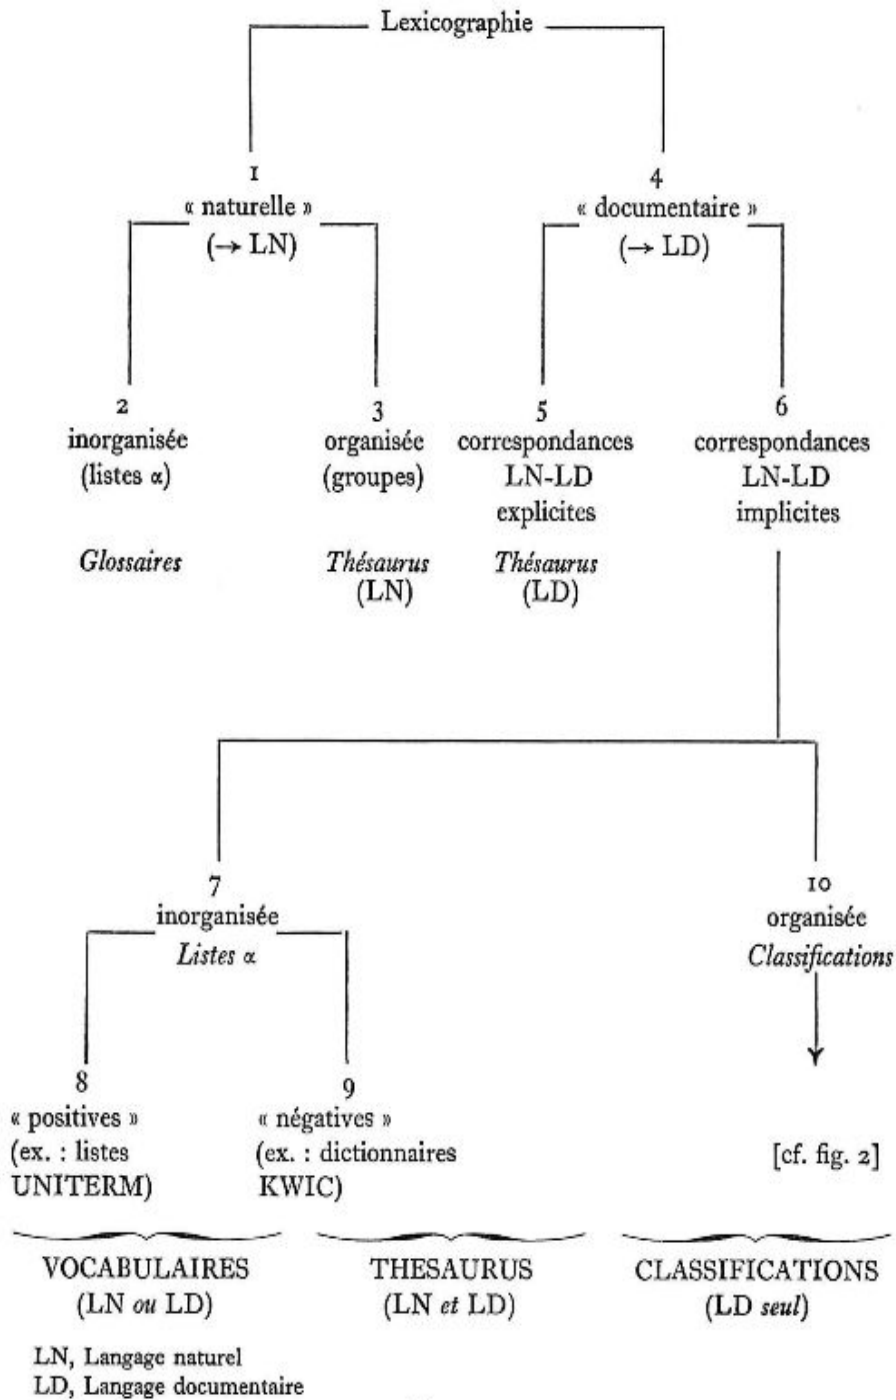 Lexicographie
1
« naturelle »
(→ LN)
4
« documentaire »
(→ LD)
2
inorganisée
(listes α)
Glossaires
3
organisée
(groupes)
Thésaurus
(LN)
5
correspondances
LN-LD
explicites
Thésaurus
(LD)
6
correspondances
LN-LD
implicites
7
inorganisée
Listes α
10
organisée
Classifications
8
« positives »
(ex. : listes
UNITERM)
9
« négatives »
(ex. : dictionnaires
KWIC)
[cf. fig. 2]
VOCABULAIRES
(LN ou LD)
THESAURUS
(LN et LD)
CLASSIFICATIONS
(LD seul)
LN, Langage naturel
LD, Langage documentaire